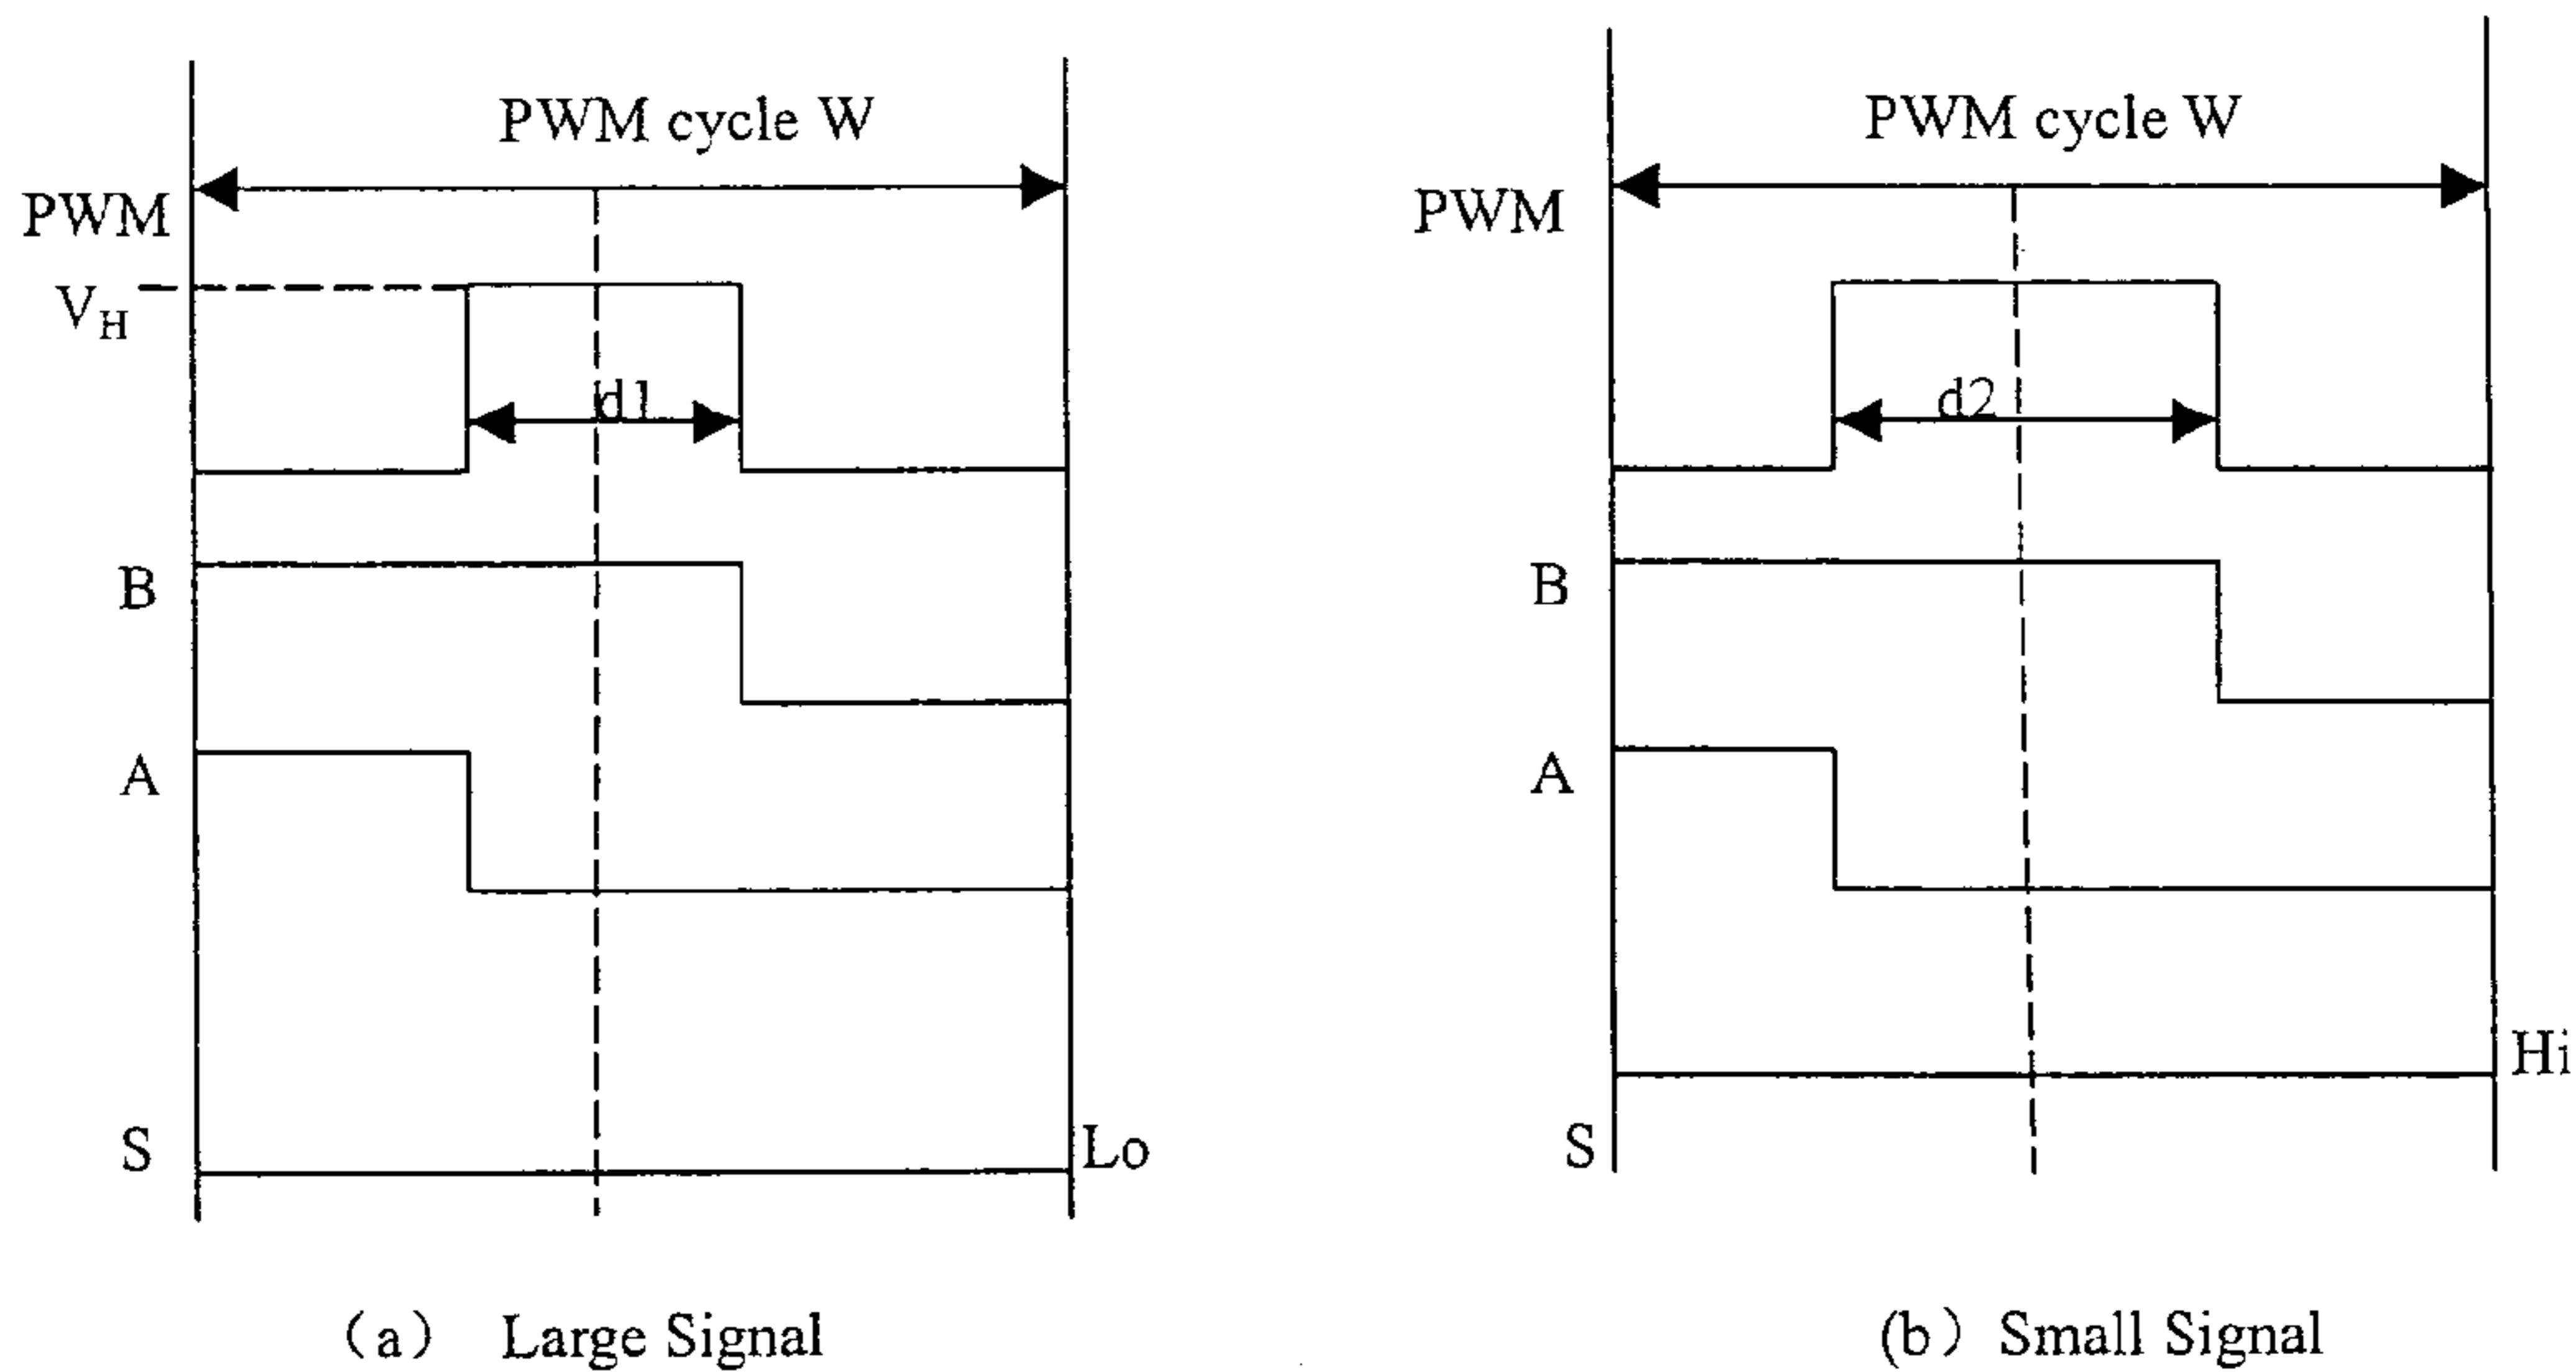 PWM cycle W
PWM
V_H
d1
B
A
S
Lo
(a) Large Signal
PWM cycle W
PWM
d2
B
A
Hi
S
(b) Small Signal